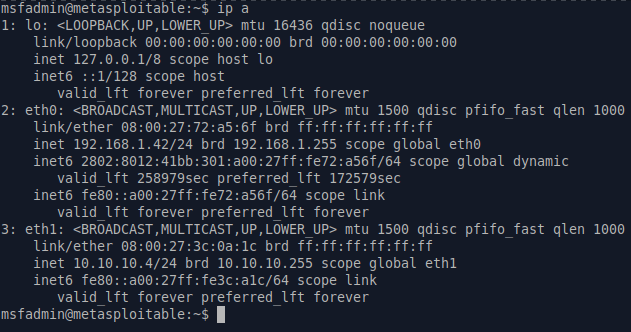 msfadmin@metasploitable:~$ ip a
1: lo: <LOOPBACK,UP,LOWER_UP> mtu 16436 qdisc noqueue
    link/loopback 00:00:00:00:00:00 brd 00:00:00:00:00:00
    inet 127.0.0.1/8 scope host lo
    inet6 ::1/128 scope host
       valid_lft forever preferred_lft forever
2: eth0: <BROADCAST,MULTICAST,UP,LOWER_UP> mtu 1500 qdisc pfifo_fast qlen 1000
    link/ether 08:00:27:72:a5:6f brd ff:ff:ff:ff:ff:ff
    inet 192.168.1.42/24 brd 192.168.1.255 scope global eth0
    inet6 2802:8012:41bb:301:a00:27ff:fe72:a56f/64 scope global dynamic
       valid_lft 258979sec preferred_lft 172579sec
    inet6 fe80::a00:27ff:fe72:a56f/64 scope link
       valid_lft forever preferred_lft forever
3: eth1: <BROADCAST,MULTICAST,UP,LOWER_UP> mtu 1500 qdisc pfifo_fast qlen 1000
    link/ether 08:00:27:3c:0a:1c brd ff:ff:ff:ff:ff:ff
    inet 10.10.10.4/24 brd 10.10.10.255 scope global eth1
    inet6 fe80::a00:27ff:fe3c:a1c/64 scope link
       valid_lft forever preferred_lft forever
msfadmin@metasploitable:~$